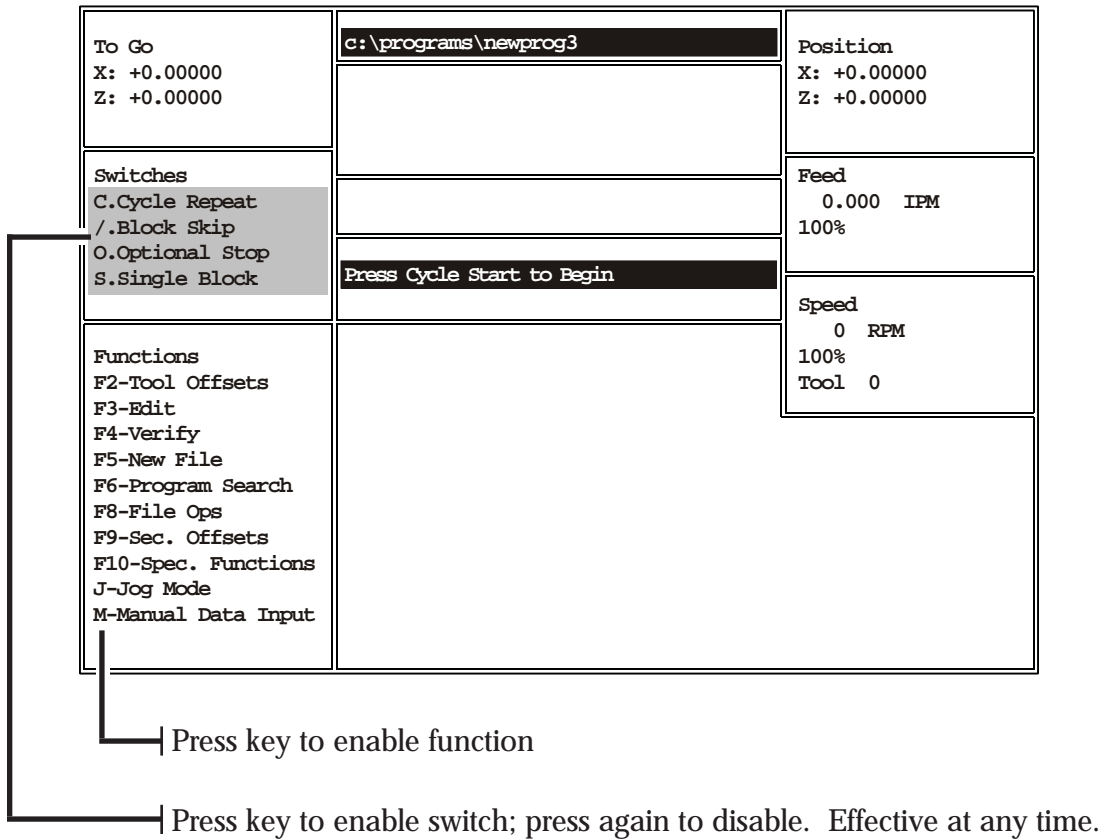 To Go
X: +0.00000
Z: +0.00000
c:\programs\newprog3
Position
X: +0.00000
Z: +0.00000
Switches
C.Cycle Repeat
/.Block Skip
O.Optional Stop
S.Single Block
Press Cycle Start to Begin
Feed
0.000 IPM
100%
Speed
0 RPM
100%
Tool 0
Functions
F2-Tool Offsets
F3-Edit
F4-Verify
F5-New File
F6-Program Search
F8-File Ops
F9-Sec. Offsets
F10-Spec. Functions
J-Jog Mode
M-Manual Data Input
Press key to enable function
Press key to enable switch; press again to disable. Effective at any time.